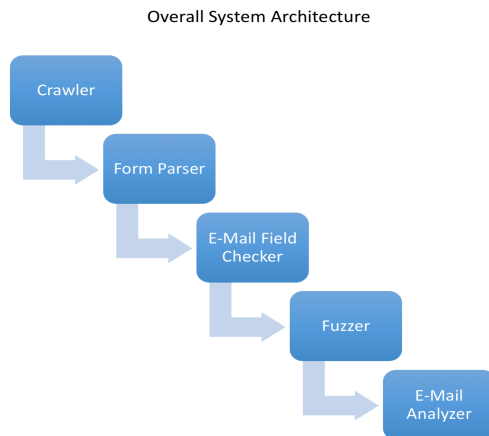 Overall System Architecture
Crawler
Form Parser
E-Mail Field
Checker
Fuzzer
E-Mail
Analyzer